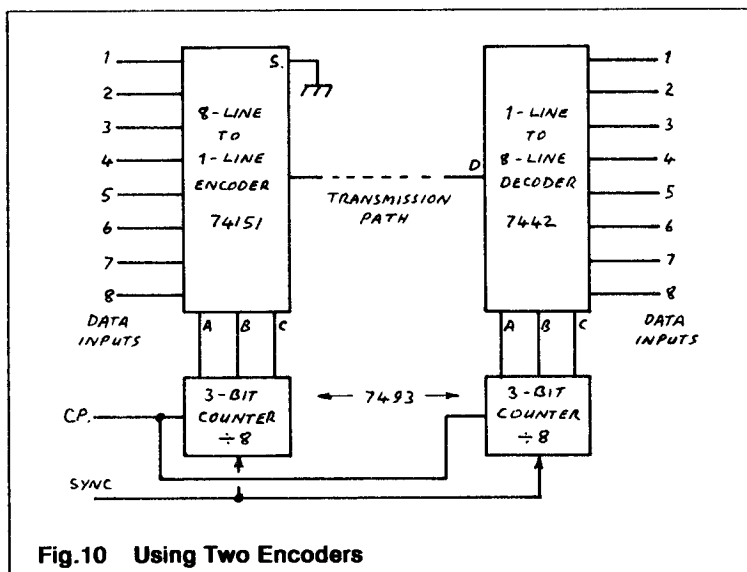 1
2
3
4
5
6
7
8
DATA
INPUTS
S.
8-LINE
TO
1-LINE
ENCODER
74151
A B C
TRANSMISSION
PATH
D
1-LINE
TO
8-LINE
DECODER
7442
A B C
1
2
3
4
5
6
7
8
DATA
INPUTS
3-BIT
COUNTER
÷8
← 7493 →
3-BIT
COUNTER
÷8
C.P.
SYNC
Fig.10 Using Two Encoders